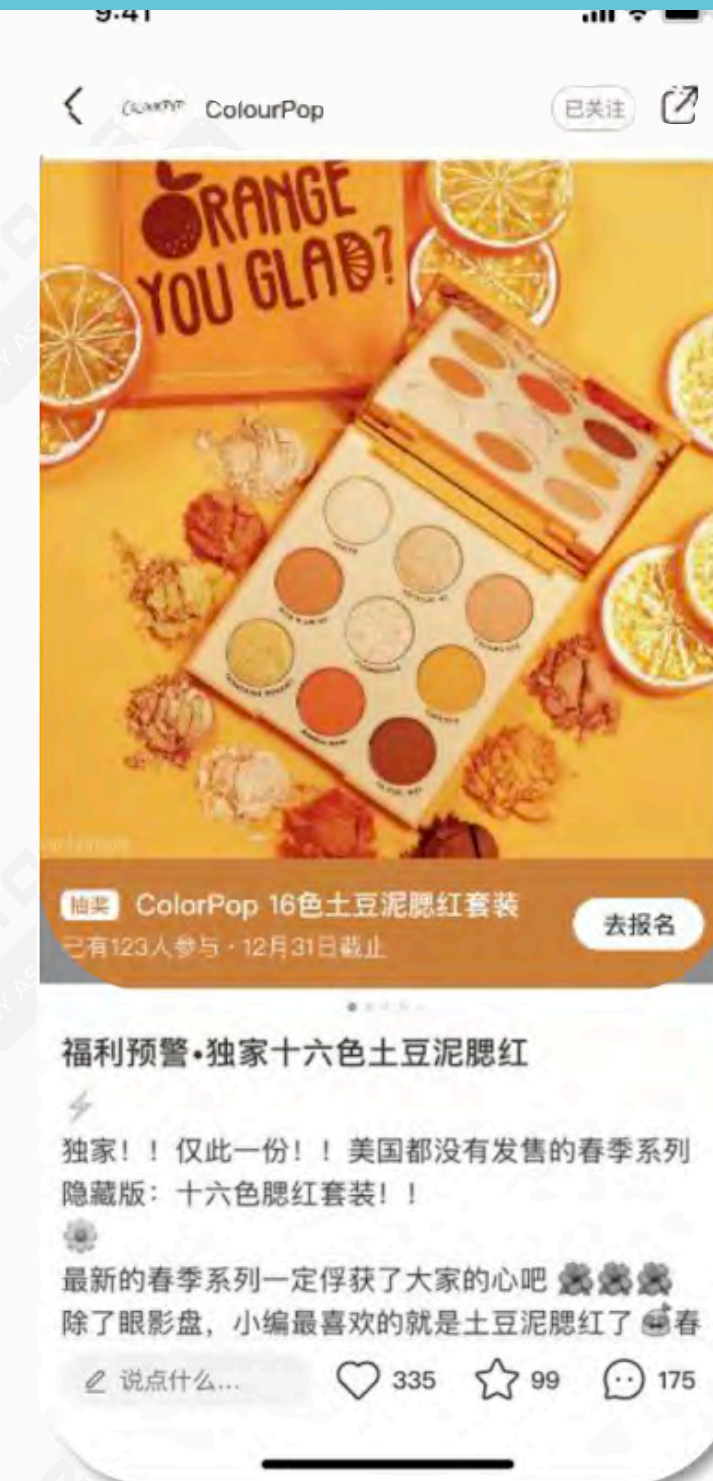 9:41
ColourPop
已关注
ORANGE
YOU GLAD?
抽奖 ColorPop 16色土豆泥腮红套装
已有123人参与·12月31日截止
去报名
福利预警•独家十六色土豆泥腮红
独家！！仅此一份！！美国都没有发售的春季系列
隐藏版：十六色腮红套装！！
最新的春季系列一定俘获了大家的心吧
除了眼影盘，小编最喜欢的就是土豆泥腮红了 春
说点什么...
335
99
175